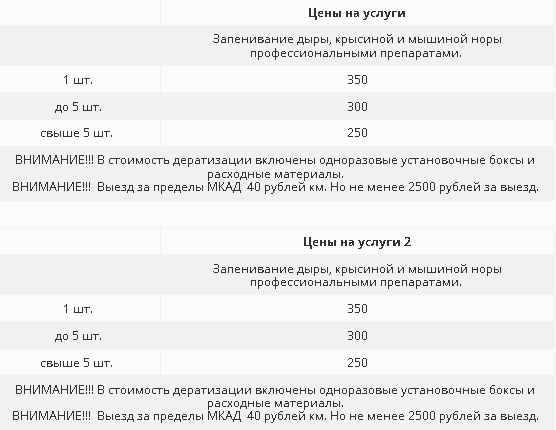 Цены на услуги
Запенивание дыры, крысиной и мышиной норы
профессиональными препаратами.
1 шт. 350
до 5 шт. 300
свыше 5 шт. 250
ВНИМАНИЕ!!! В стоимость дератизации включены одноразовые установочные боксы и
расходные материалы.
ВНИМАНИЕ!!! Выезд за пределы МКАД 40 рублей км. Но не менее 2500 рублей за выезд.
Цены на услуги 2
Запенивание дыры, крысиной и мышиной норы
профессиональными препаратами.
1 шт. 350
до 5 шт. 300
свыше 5 шт. 250
ВНИМАНИЕ!!! В стоимость дератизации включены одноразовые установочные боксы и
расходные материалы.
ВНИМАНИЕ!!! Выезд за пределы МКАД 40 рублей км. Но не менее 2500 рублей за выезд.